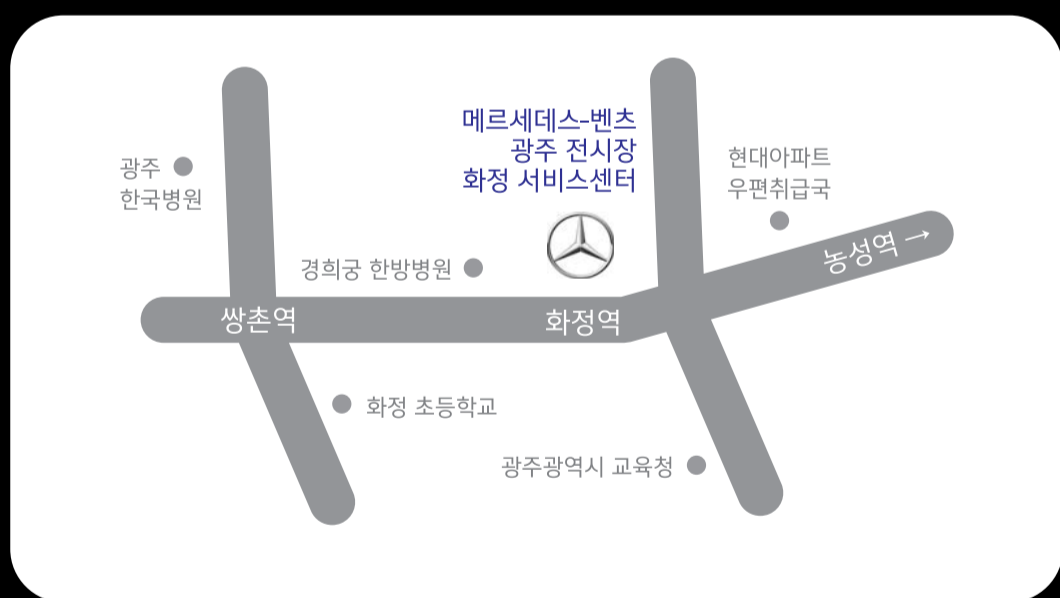 메르세데스-벤츠
광주 전시장
화정 서비스센터
현대아파트
우편취급국
광주
한국병원
농성역 →
경희궁 한방병원
쌍촌역
화정역
화정 초등학교
광주광역시 교육청